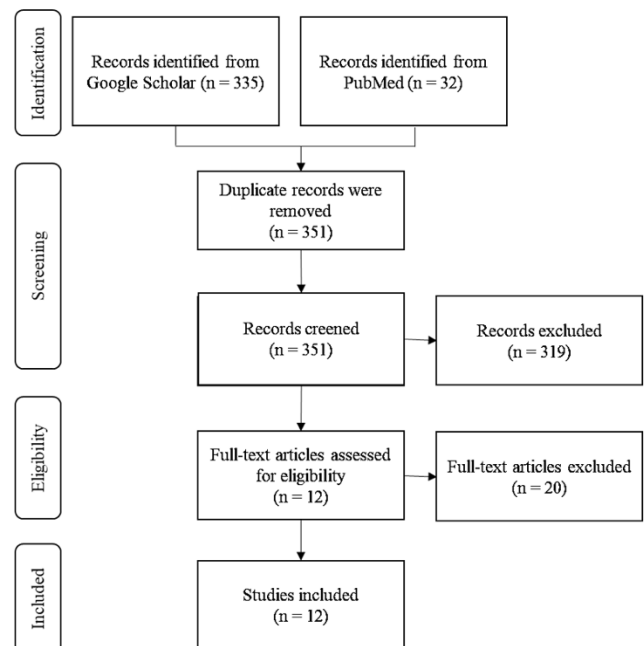 Identification
Records identified from
Google Scholar (n = 335)
Records identified from
PubMed (n = 32)
Screening
Duplicate records were
removed
(n = 351)
Records creened
(n = 351)
Records excluded
(n = 319)
Eligibility
Full-text articles assessed
for eligibility
(n = 12)
Full-text articles excluded
(n = 20)
Included
Studies included
(n = 12)